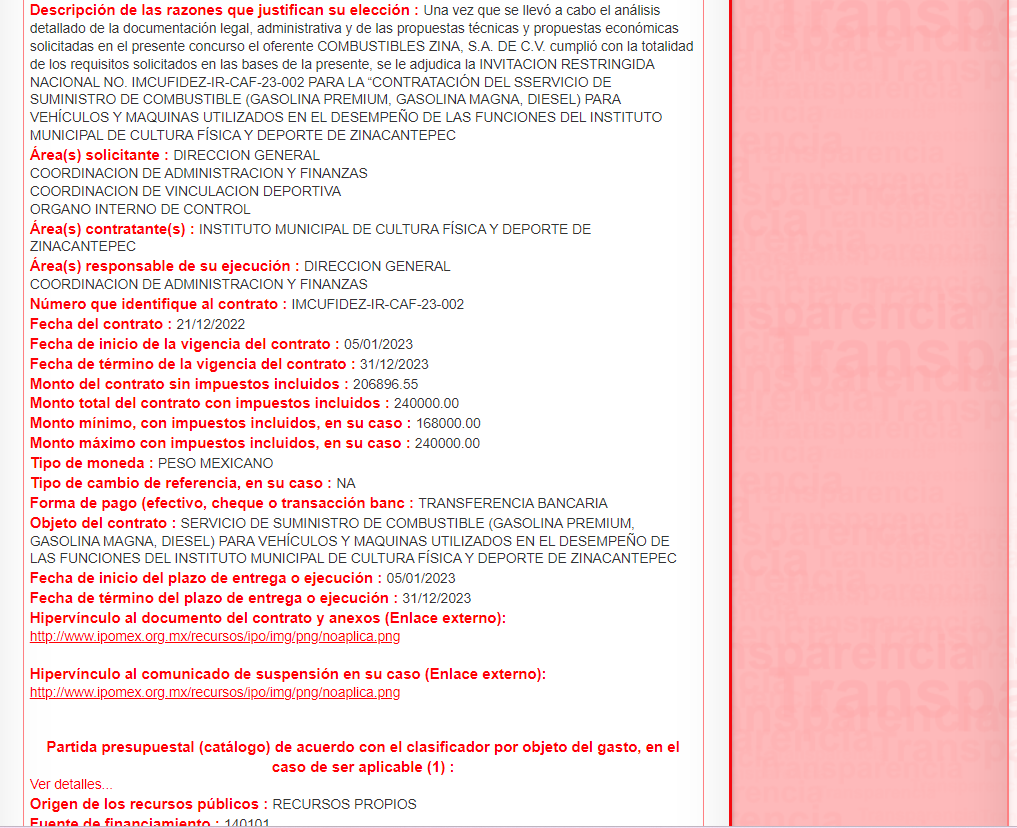 Descripción de las razones que justifican su elección : Una vez que se llevó a cabo el análisis
detallado de la documentación legal, administrativa y de las propuestas técnicas y propuestas económicas
solicitadas en el presente concurso el oferente COMBUSTIBLES ZINA, S.A. DE C.V. cumplió con la totalidad
de los requisitos solicitados en las bases de la presente, se le adjudica la INVITACION RESTRINGIDA
NACIONAL NO. IMCUFIDEZ-IR-CAF-23-002 PARA LA “CONTRATACIÓN DEL SSERVICIO DE
SUMINISTRO DE COMBUSTIBLE (GASOLINA PREMIUM, GASOLINA MAGNA, DIESEL) PARA
VEHÍCULOS Y MAQUINAS UTILIZADOS EN EL DESEMPEÑO DE LAS FUNCIONES DEL INSTITUTO
MUNICIPAL DE CULTURA FÍSICA Y DEPORTE DE ZINACANTEPEC
Área(s) solicitante : DIRECCION GENERAL
COORDINACION DE ADMINISTRACION Y FINANZAS
COORDINACION DE VINCULACION DEPORTIVA
ORGANO INTERNO DE CONTROL
Área(s) contratante(s) : INSTITUTO MUNICIPAL DE CULTURA FÍSICA Y DEPORTE DE
ZINACANTEPEC
Área(s) responsable de su ejecución : DIRECCION GENERAL
COORDINACION DE ADMINISTRACION Y FINANZAS
Número que identifique al contrato : IMCUFIDEZ-IR-CAF-23-002
Fecha del contrato : 21/12/2022
Fecha de inicio de la vigencia del contrato : 05/01/2023
Fecha de término de la vigencia del contrato : 31/12/2023
Monto del contrato sin impuestos incluidos : 206896.55
Monto total del contrato con impuestos incluidos : 240000.00
Monto mínimo, con impuestos incluidos, en su caso : 168000.00
Monto máximo con impuestos incluidos, en su caso : 240000.00
Tipo de moneda : PESO MEXICANO
Tipo de cambio de referencia, en su caso : NA
Forma de pago (efectivo, cheque o transacción banc : TRANSFERENCIA BANCARIA
Objeto del contrato : SERVICIO DE SUMINISTRO DE COMBUSTIBLE (GASOLINA PREMIUM,
GASOLINA MAGNA, DIESEL) PARA VEHÍCULOS Y MAQUINAS UTILIZADOS EN EL DESEMPEÑO DE
LAS FUNCIONES DEL INSTITUTO MUNICIPAL DE CULTURA FÍSICA Y DEPORTE DE ZINACANTEPEC
Fecha de inicio del plazo de entrega o ejecución : 05/01/2023
Fecha de término del plazo de entrega o ejecución : 31/12/2023
Hipervínculo al documento del contrato y anexos (Enlace externo):
http://www.ipomex.org.mx/recursos/ipo/img/png/noaplica.png
Hipervínculo al comunicado de suspensión en su caso (Enlace externo):
http://www.ipomex.org.mx/recursos/ipo/img/png/noaplica.png
Partida presupuestal (catálogo) de acuerdo con el clasificador por objeto del gasto, en el
caso de ser aplicable (1) :
Ver detalles...
Origen de los recursos públicos : RECURSOS PROPIOS
Fuente de financiamiento : 140101